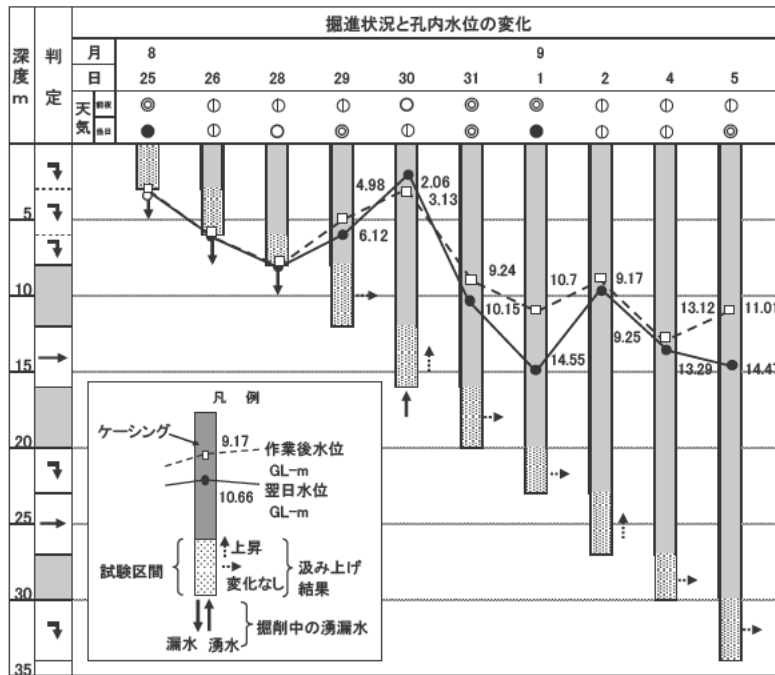 掘進状況と孔内水位の変化
深度m
判定
月 8 9
日 25 26 28 29 30 31 1 2 4 5
天気
前夜
当日
4.98
2.06
3.13
5
6.12
9.24
10.7
9.17
13.12
11.01
10
10.15
9.25
14.55
13.29
14.47
15
凡 例
ケーシング
9.17
作業後水位
GL-m
10.66
翌日水位
GL-m
20
25
試験区間
上昇
変化なし
汲み上げ
結果
30
漏水 湧水
掘削中の湧漏水
35